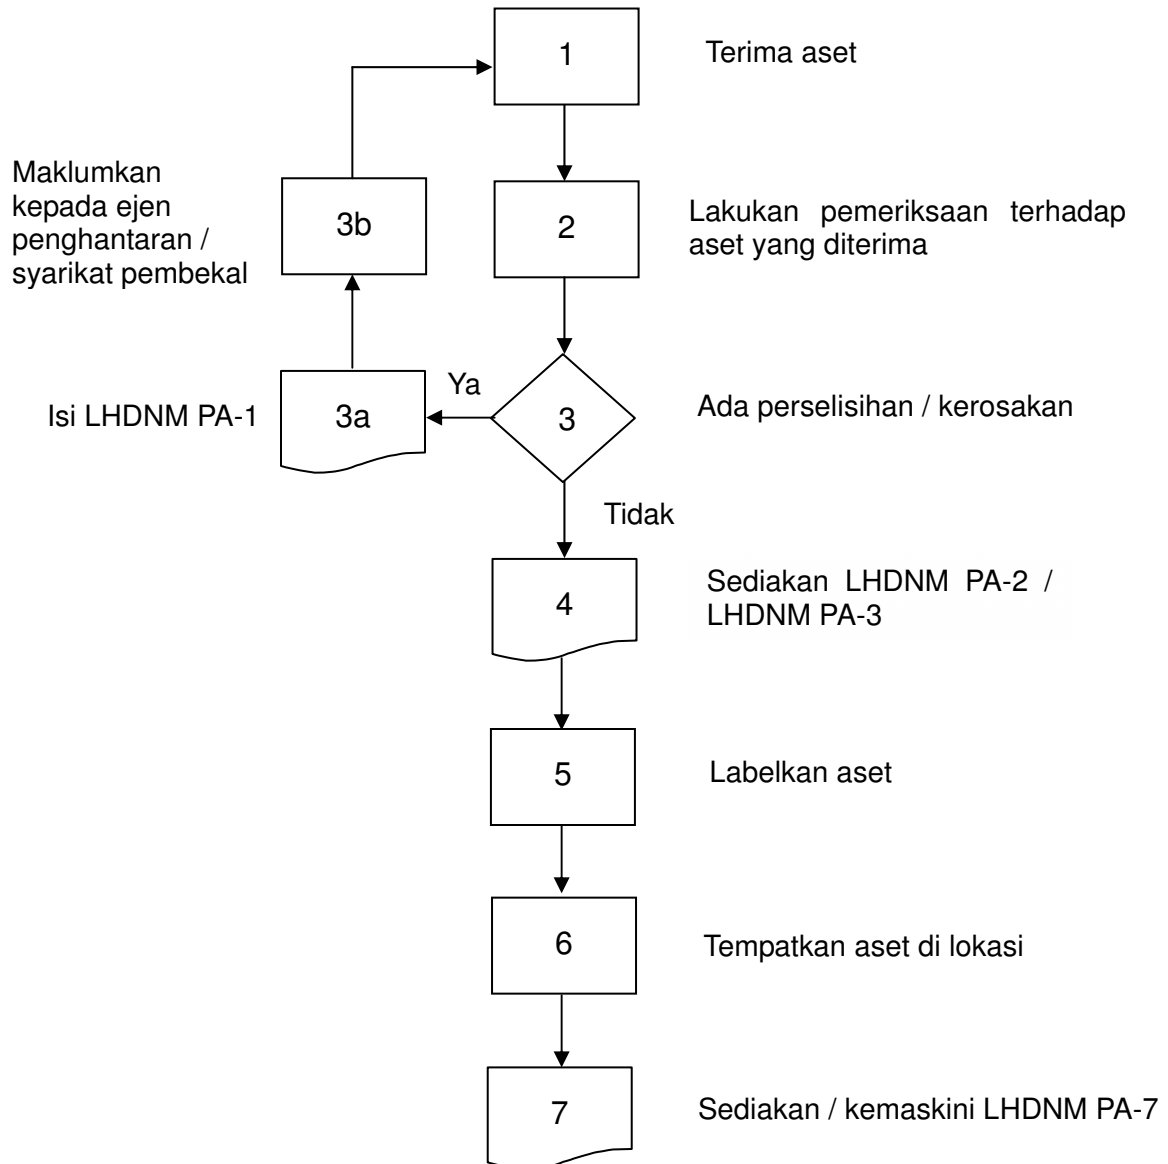 1
Terima aset
Maklumkan
kepada ejen
penghantaran /
syarikat pembekal
3b
2
Lakukan pemeriksaan terhadap
aset yang diterima
Isi LHDNM PA-1
3a
Ya
3
Ada perselisihan / kerosakan
Tidak
4
Sediakan LHDNM PA-2 /
LHDNM PA-3
5
Labelkan aset
6
Tempatkan aset di lokasi
7
Sediakan / kemaskini LHDNM PA-7